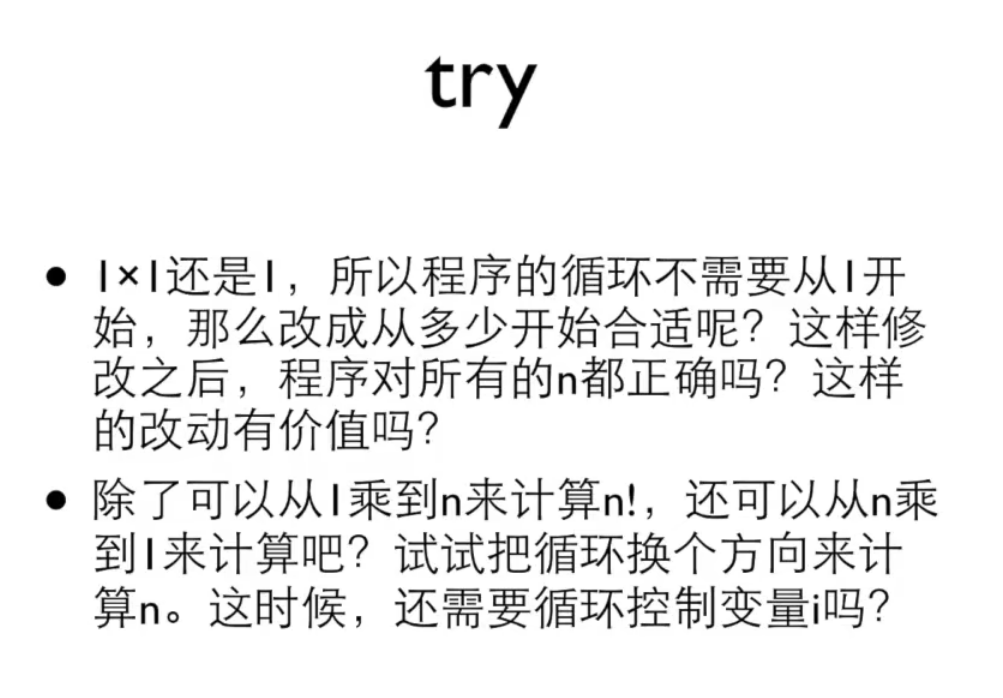 try
• 1×1还是1，所以程序的循环不需要从1开
始，那么改成从多少开始合适呢？这样修
改之后，程序对所有的n都正确吗？这样
的改动有价值吗？
• 除了可以从1乘到n来计算n!，还可以从n乘
到1来计算吧？试试把循环换个方向来计
算n。这时候，还需要循环控制变量i吗？